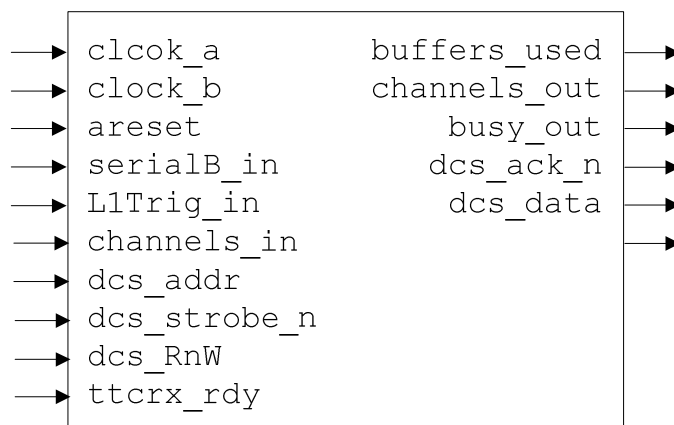 clcok_a buffers_used
clock_b channels_out
areset busy_out
serialB_in dcs_ack_n
L1Trig_in dcs_data
channels_in
dcs_addr
dcs_strobe_n
dcs_RnW
ttcrx_rdy